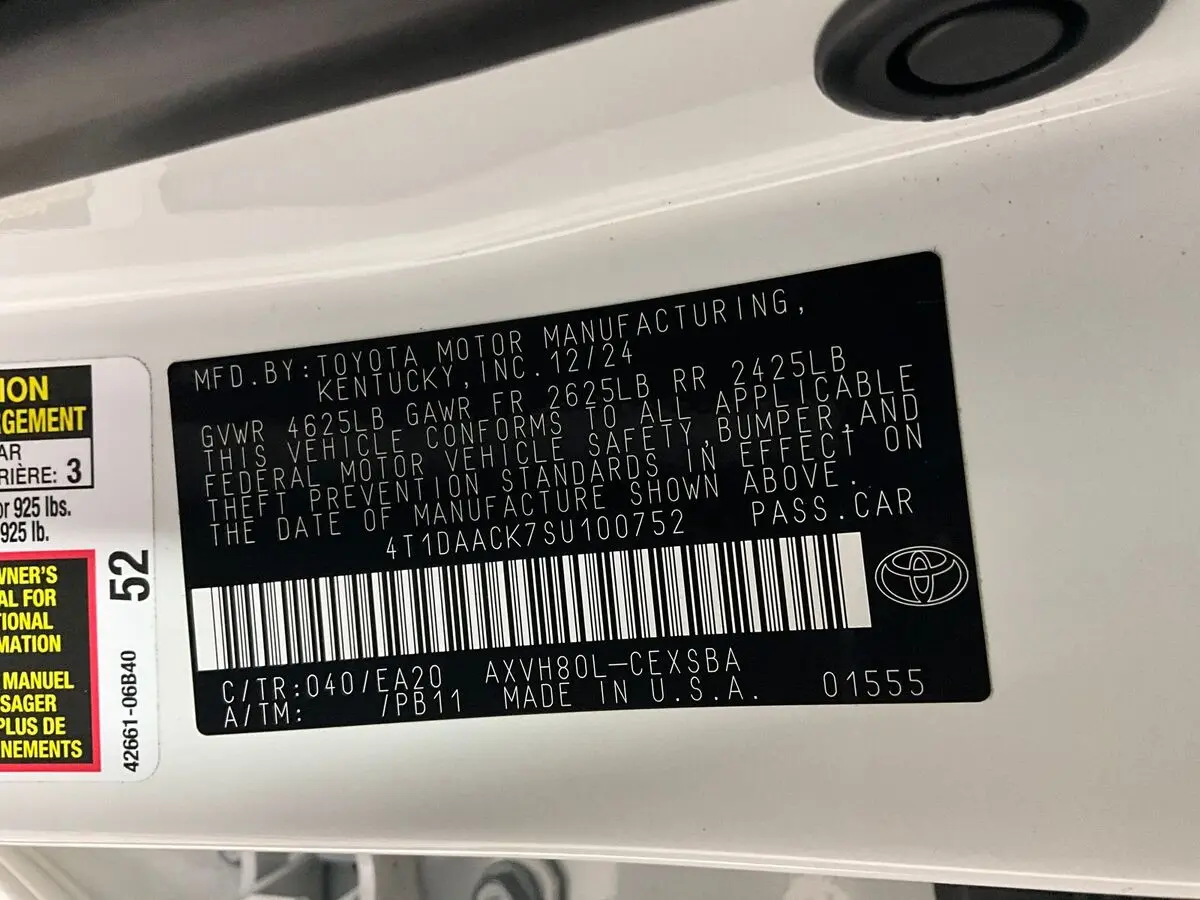 MFD.BY:TOYOTA MOTOR MANUFACTURING,
KENTUCKY,INC.12/24
GVWR 4625LB GAWR FR 2625LB RR 2425LB
THIS VEHICLE CONFORMS TO ALL APPLICABLE
FEDERAL MOTOR VEHICLE SAFETY,BUMPER,AND
THEFT PREVENTION STANDARDS IN EFFECT ON
THE DATE OF MANUFACTURE SHOWN ABOVE.
4T1DAACK7SU100752 PASS.CAR
C/TR:040/EA20 AXVH80L-CEXSBA
A/TM: /PB11 MADE IN U.S.A. 01555
ION
RGEMENT
AR
RIÈRE: 3
or 925 lbs.
925 lb.
WNER'S
AL FOR
TIONAL
MATION
MANUEL
SAGER
PLUS DE
NEMENTS
52
42661-06B40